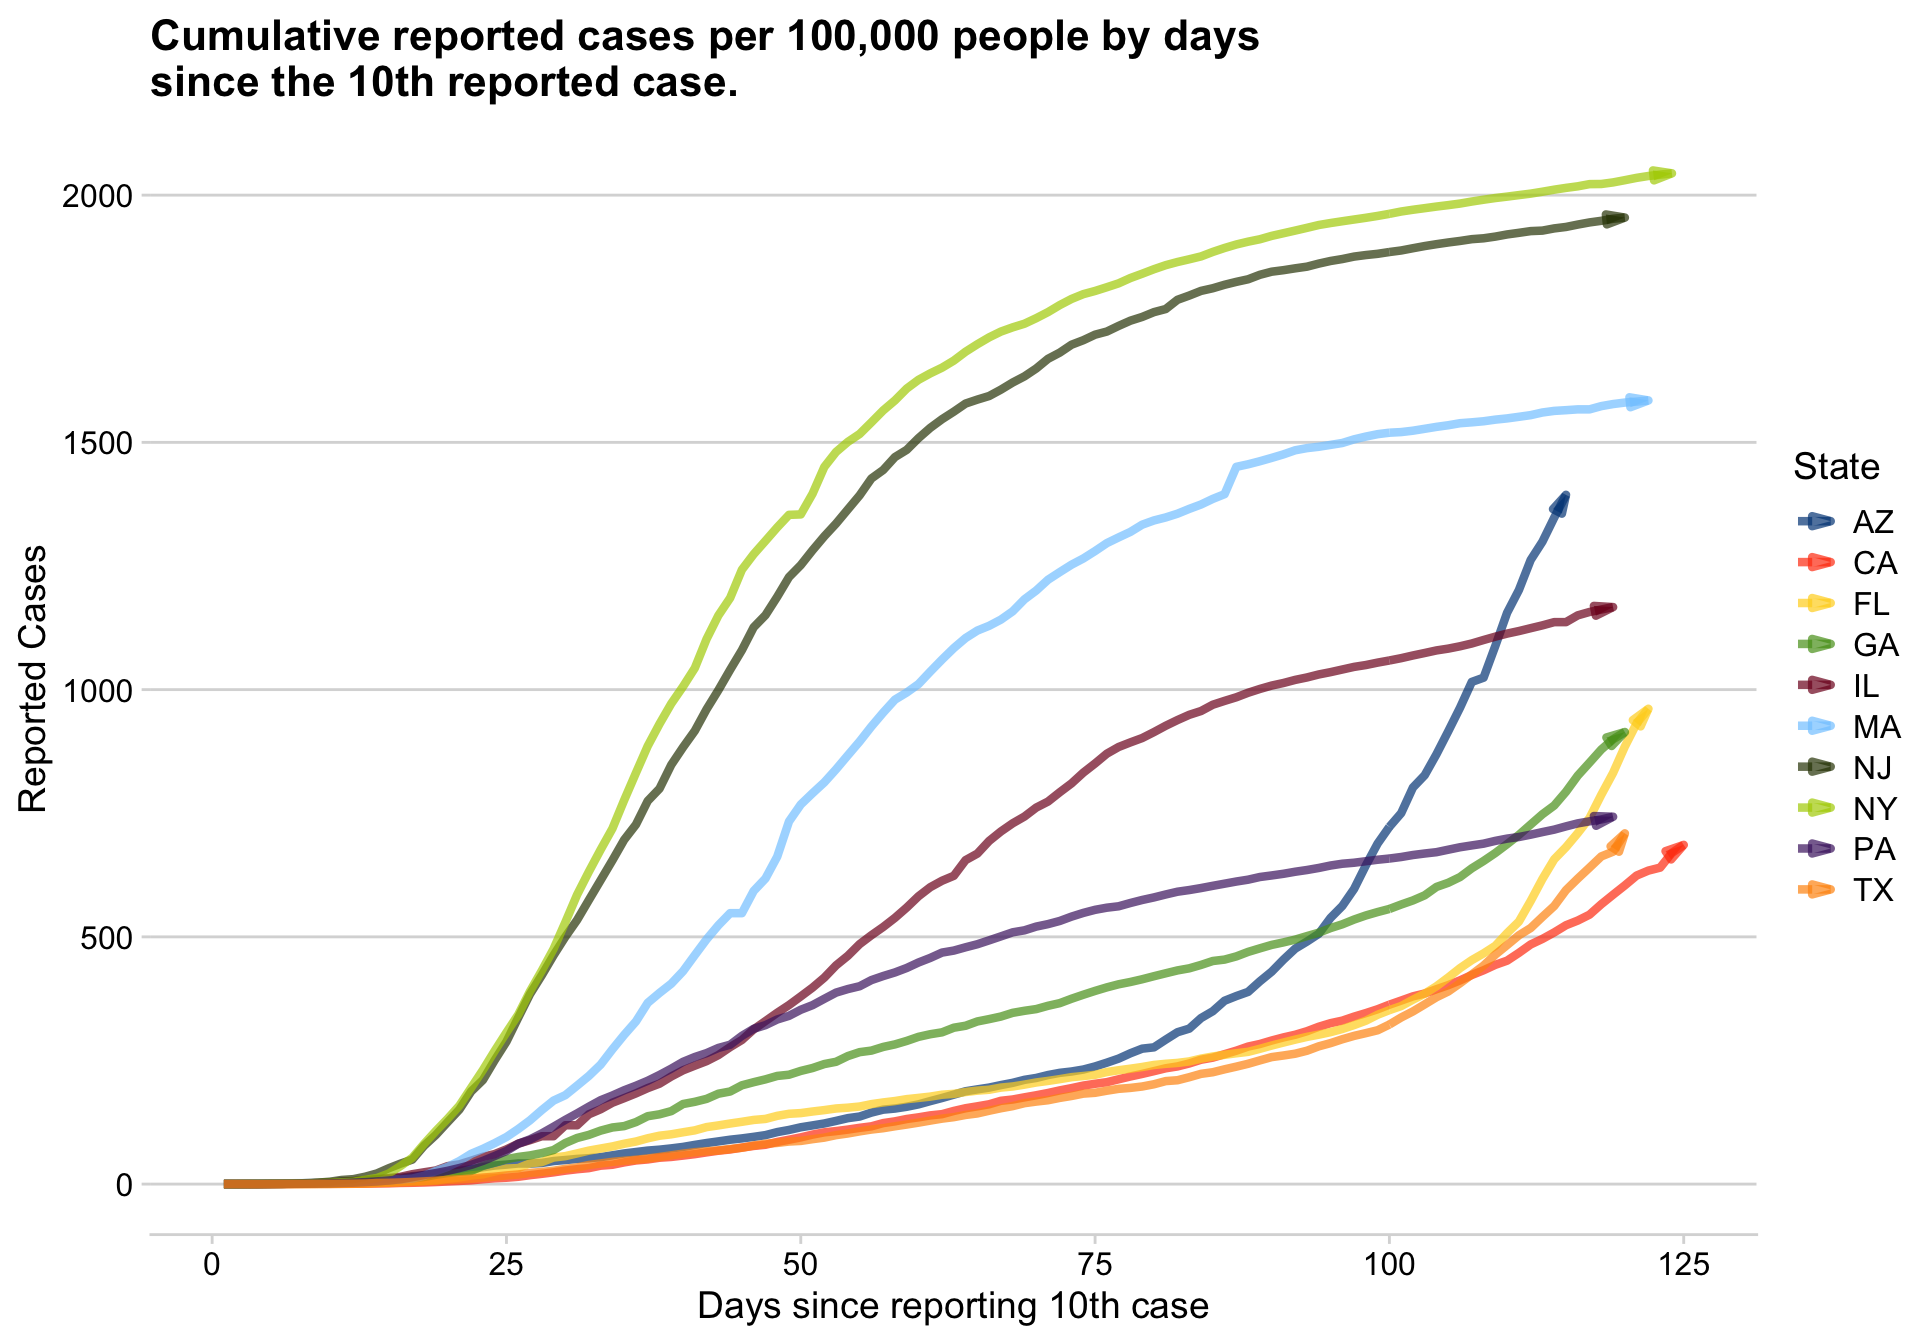 Cumulative reported cases per 100,000 people by days
since the 10th reported case.
2000
1500
1000
500
0
Reported Cases
0 25 50 75 100 125
Days since reporting 10th case
State
AZ
CA
FL
GA
IL
MA
NJ
NY
PA
TX